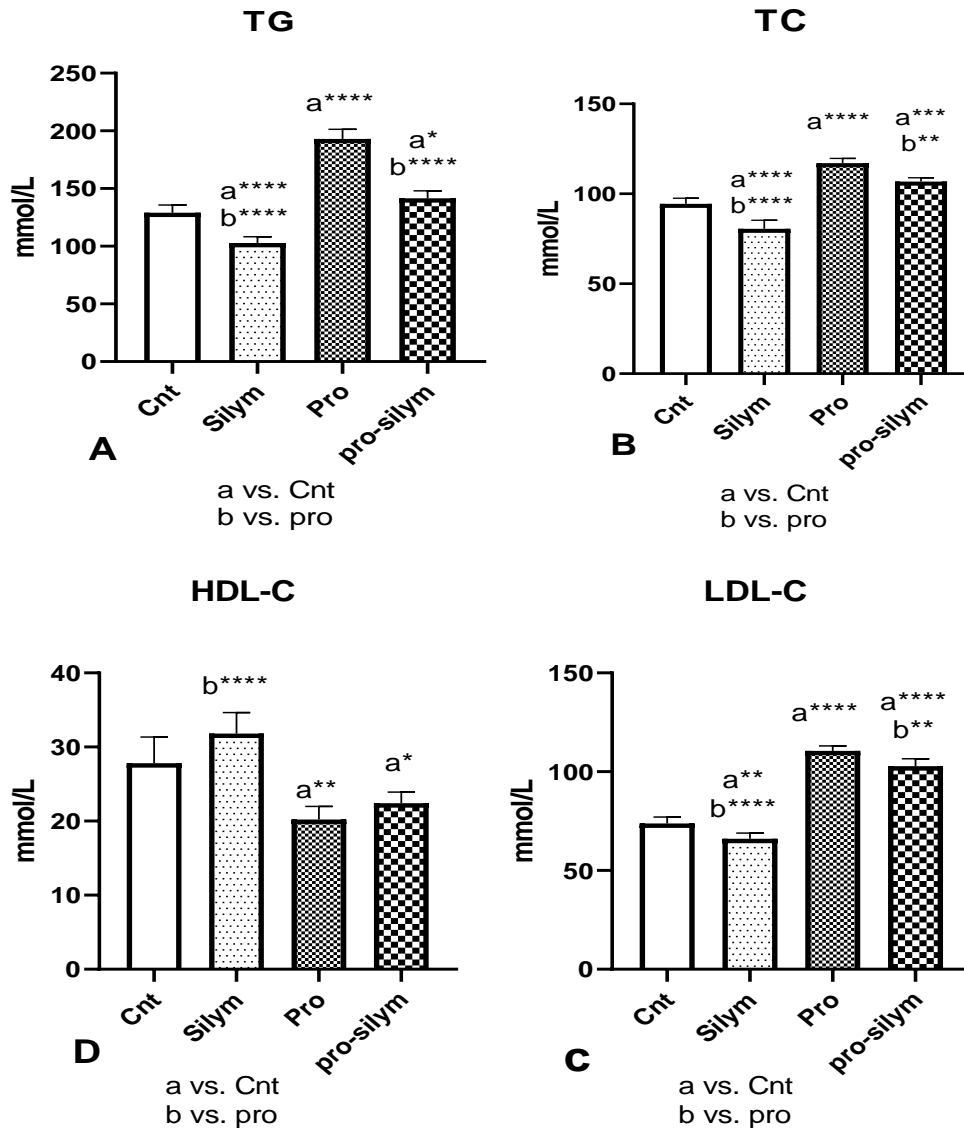 TG
mmol/L
250
200
150
100
50
0
a****
b****
a****
a*
b****
Cnt
Silym
Pro
pro-silym
A
a vs. Cnt
b vs. pro
TC
mmol/L
150
100
50
0
a****
b****
a****
a***
b**
Cnt
Silym
Pro
pro-silym
B
a vs. Cnt
b vs. pro
HDL-C
mmol/L
40
30
20
10
0
b****
a**
a*
Cnt
Silym
Pro
pro-silym
D
a vs. Cnt
b vs. pro
LDL-C
mmol/L
150
100
50
0
a**
b****
a****
a****
b**
Cnt
Silym
Pro
pro-silym
c
a vs. Cnt
b vs. pro